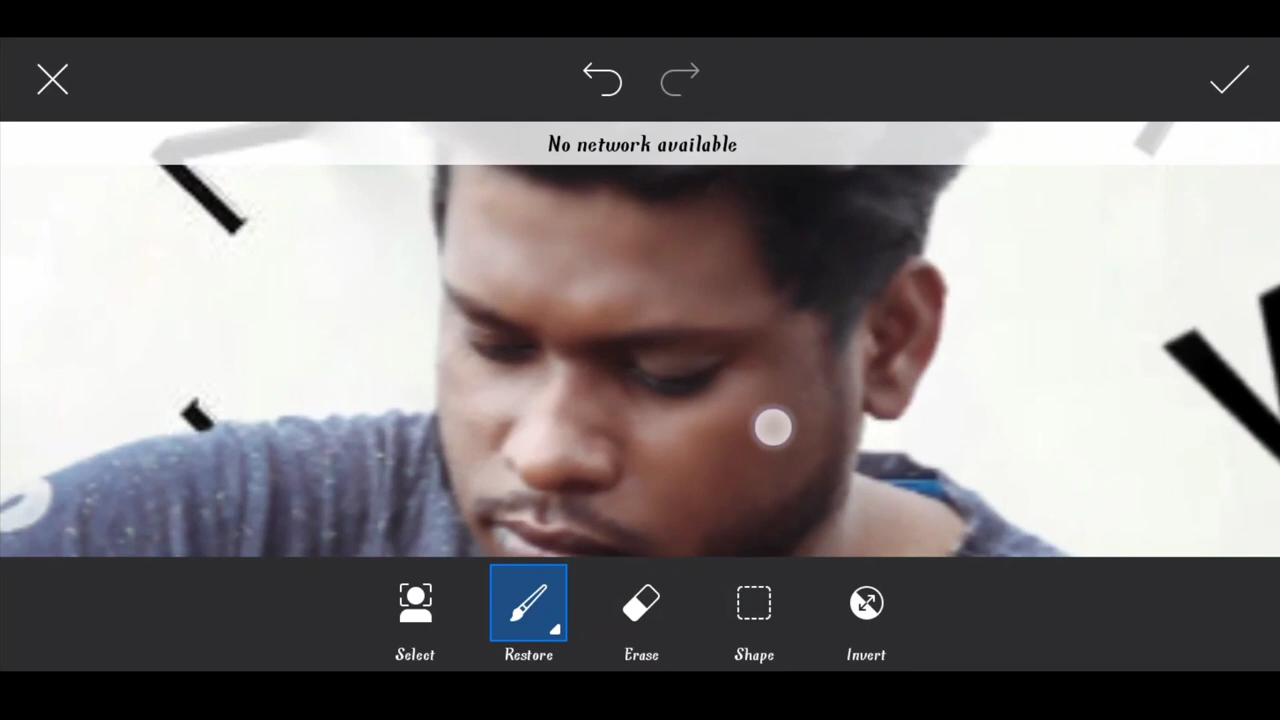 No network available
Select
Restore
Erase
Shape
Invert